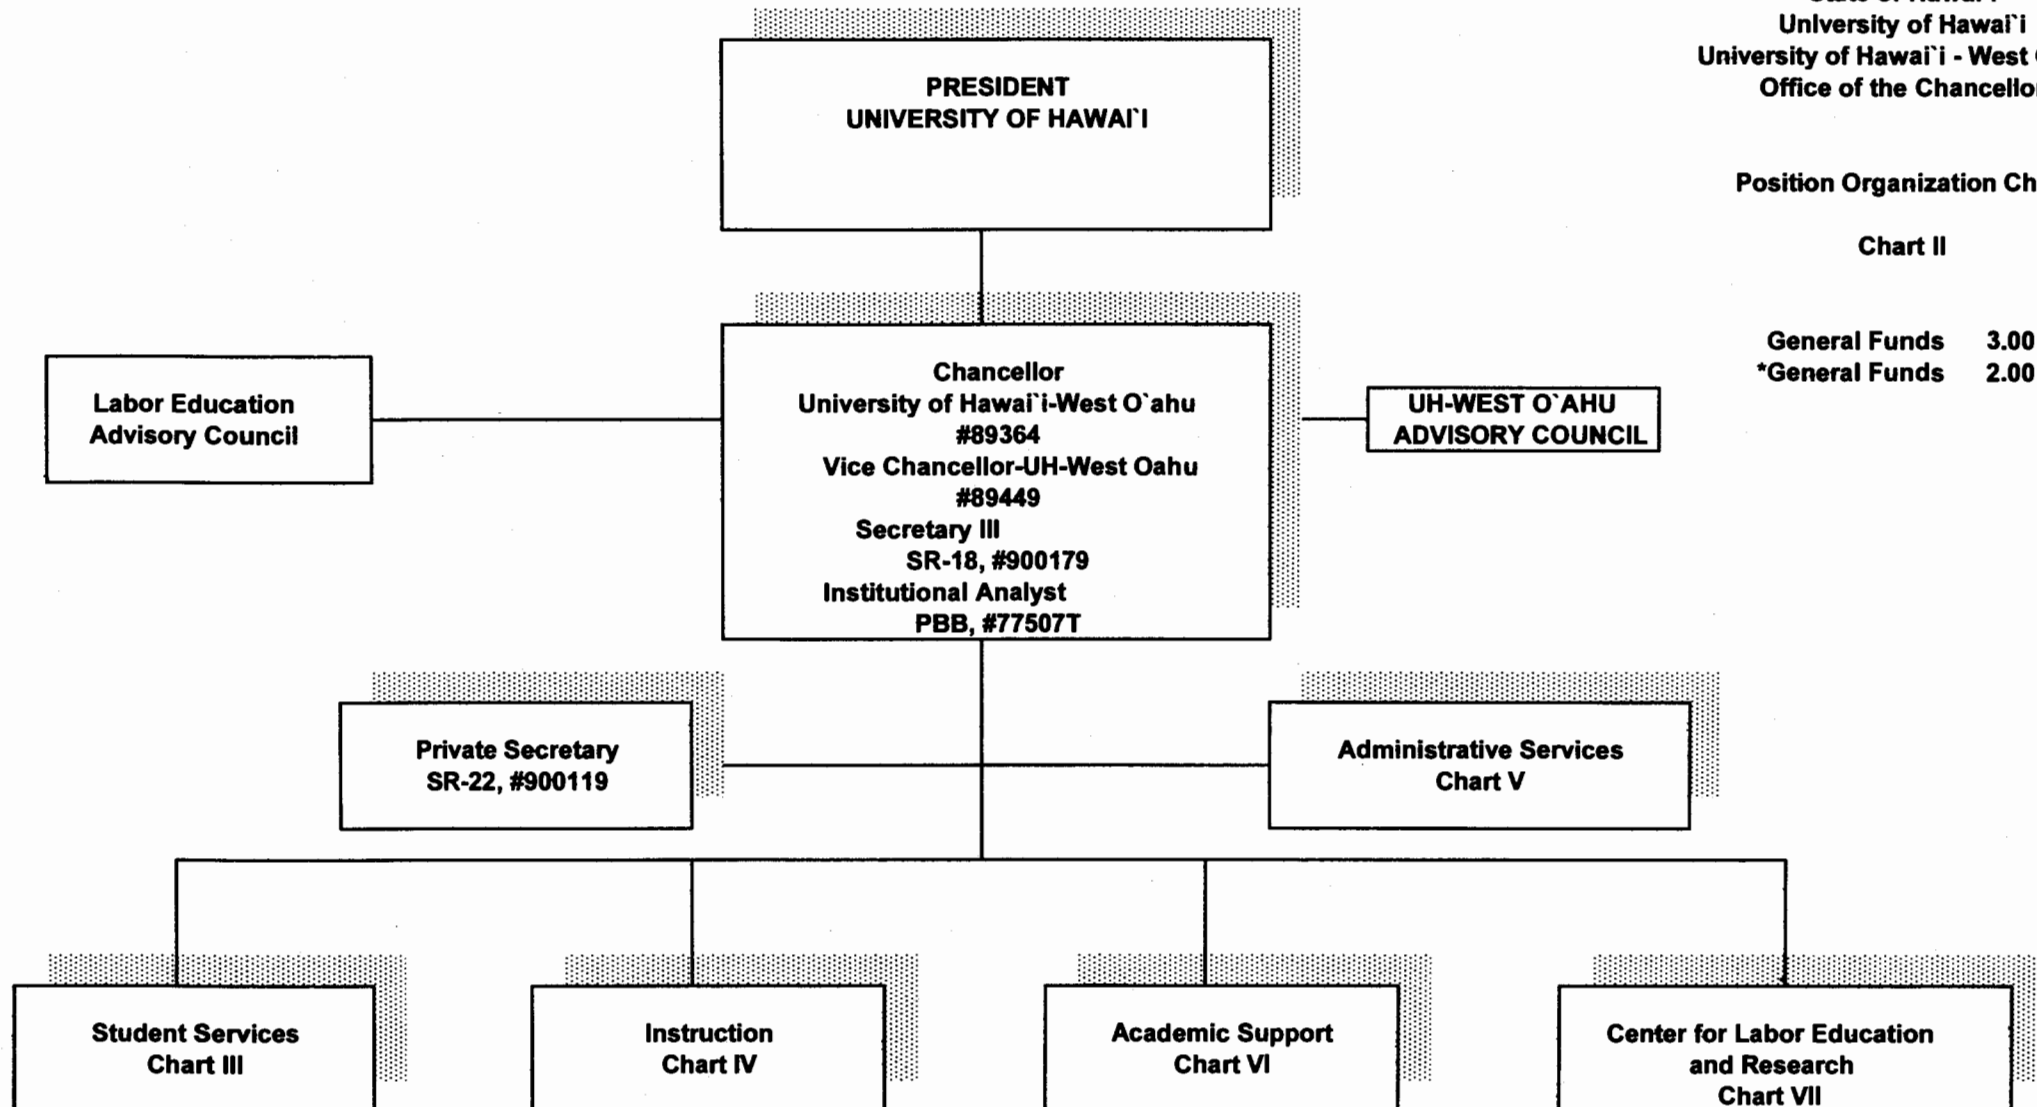 University of Hawai`i
University of Hawai`i - West
Office of the Chancellor
Position Organization Ch
Chart II
General Funds 3.00
*General Funds 2.00
PRESIDENT
UNIVERSITY OF HAWAI`I
Labor Education
Advisory Council
Chancellor
University of Hawai`i-West O`ahu
#89364
Vice Chancellor-UH-West Oahu
#89449
Secretary III
SR-18, #900179
Institutional Analyst
PBB, #77507T
UH-WEST O`AHU
ADVISORY COUNCIL
Private Secretary
SR-22, #900119
Administrative Services
Chart V
Student Services
Chart III
Instruction
Chart IV
Academic Support
Chart VI
Center for Labor Education
and Research
Chart VII